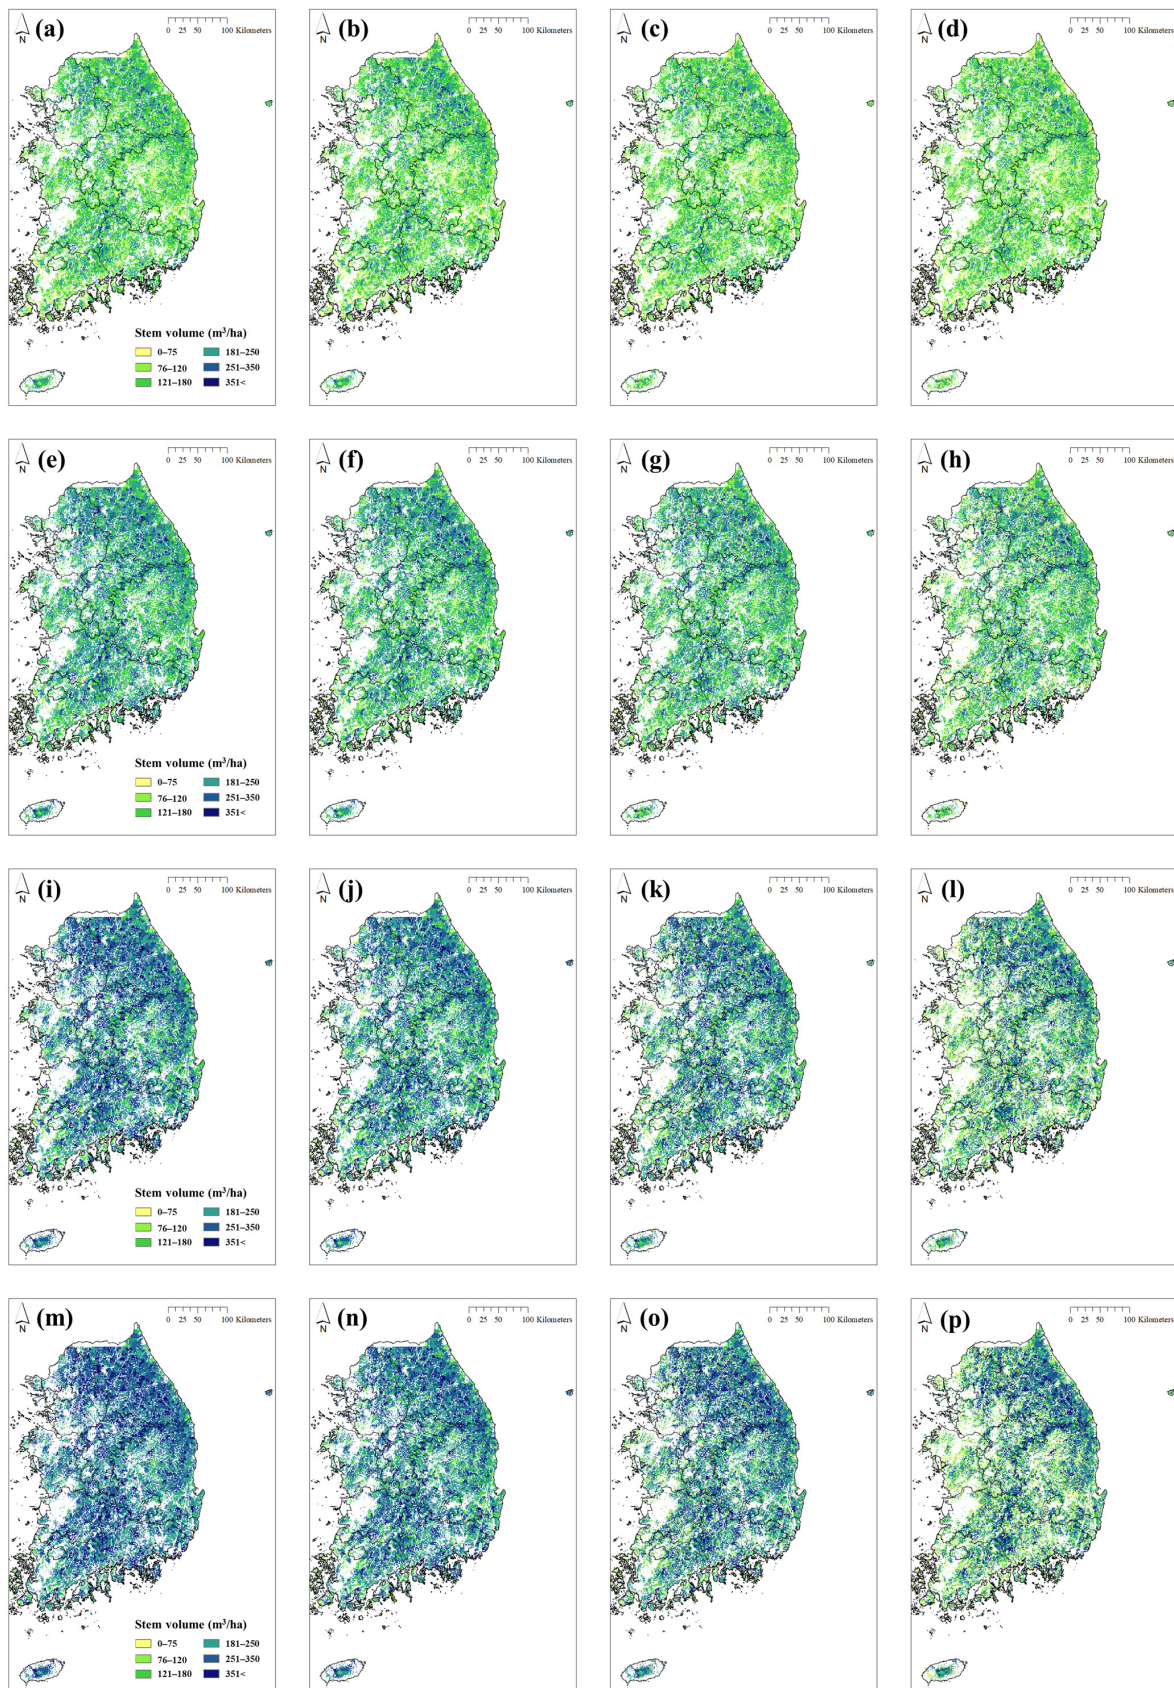 (a) 0 25 50 100 Kilometers
N
(b) 0 25 50 100 Kilometers
N
(c) 0 25 50 100 Kilometers
N
(d) 0 25 50 100 Kilometers
N
Stem volume (m³/ha)
0–75 181–250
76–120 251–350
121–180 351<
(e) 0 25 50 100 Kilometers
N
(f) 0 25 50 100 Kilometers
N
(g) 0 25 50 100 Kilometers
N
(h) 0 25 50 100 Kilometers
N
Stem volume (m³/ha)
0–75 181–250
76–120 251–350
121–180 351<
(i) 0 25 50 100 Kilometers
N
(j) 0 25 50 100 Kilometers
N
(k) 0 25 50 100 Kilometers
N
(l) 0 25 50 100 Kilometers
N
Stem volume (m³/ha)
0–75 181–250
76–120 251–350
121–180 351<
(m) 0 25 50 100 Kilometers
N
(n) 0 25 50 100 Kilometers
N
(o) 0 25 50 100 Kilometers
N
(p) 0 25 50 100 Kilometers
N
Stem volume (m³/ha)
0–75 181–250
76–120 251–350
121–180 351<